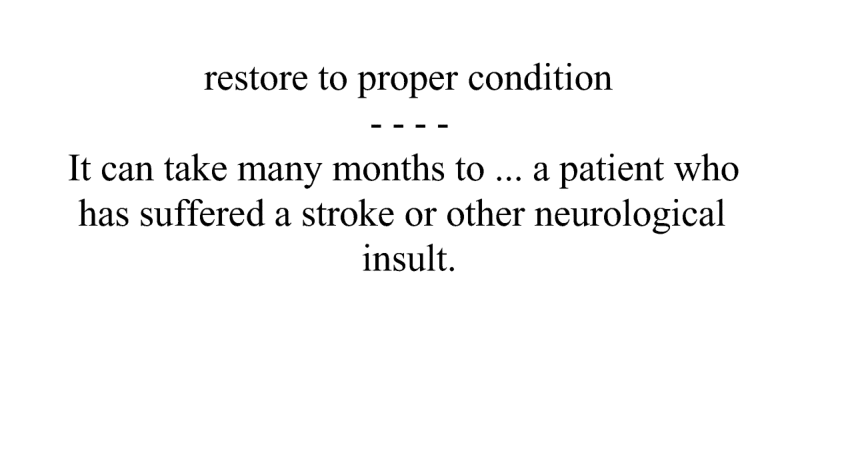 restore to proper condition
- - - -
It can take many months to ... a patient who
has suffered a stroke or other neurological
insult.